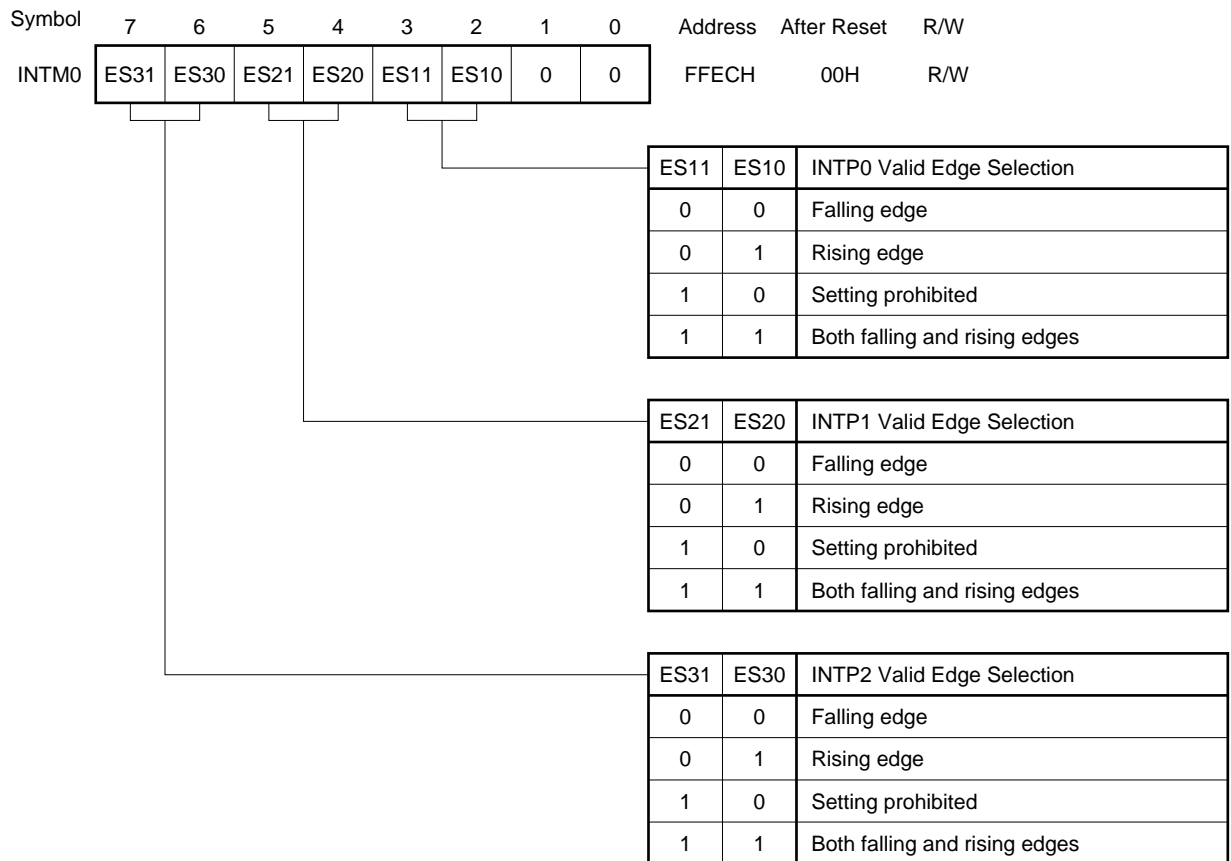 Symbol 7 6 5 4 3 2 1 0 Address After Reset R/W
INTM0 ES31 ES30 ES21 ES20 ES11 ES10 0 0 FFECH 00H R/W
ES11 ES10 INTP0 Valid Edge Selection
0 0 Falling edge
0 1 Rising edge
1 0 Setting prohibited
1 1 Both falling and rising edges
ES21 ES20 INTP1 Valid Edge Selection
0 0 Falling edge
0 1 Rising edge
1 0 Setting prohibited
1 1 Both falling and rising edges
ES31 ES30 INTP2 Valid Edge Selection
0 0 Falling edge
0 1 Rising edge
1 0 Setting prohibited
1 1 Both falling and rising edges